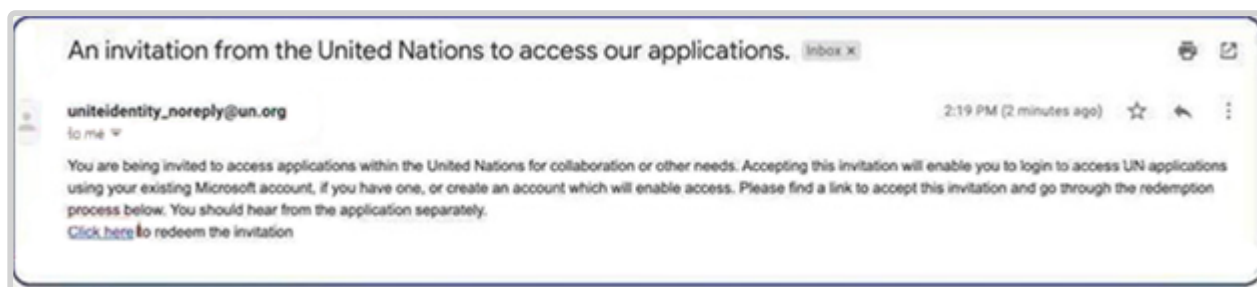 An invitation from the United Nations to access our applications. Inbox x
uniteidentity_noreply@un.org 2:19 PM (2 minutes ago)
to me
You are being invited to access applications within the United Nations for collaboration or other needs. Accepting this invitation will enable you to login to access UN applications
using your existing Microsoft account, if you have one, or create an account which will enable access. Please find a link to accept this invitation and go through the redemption
process below. You should hear from the application separately.
Click here to redeem the invitation